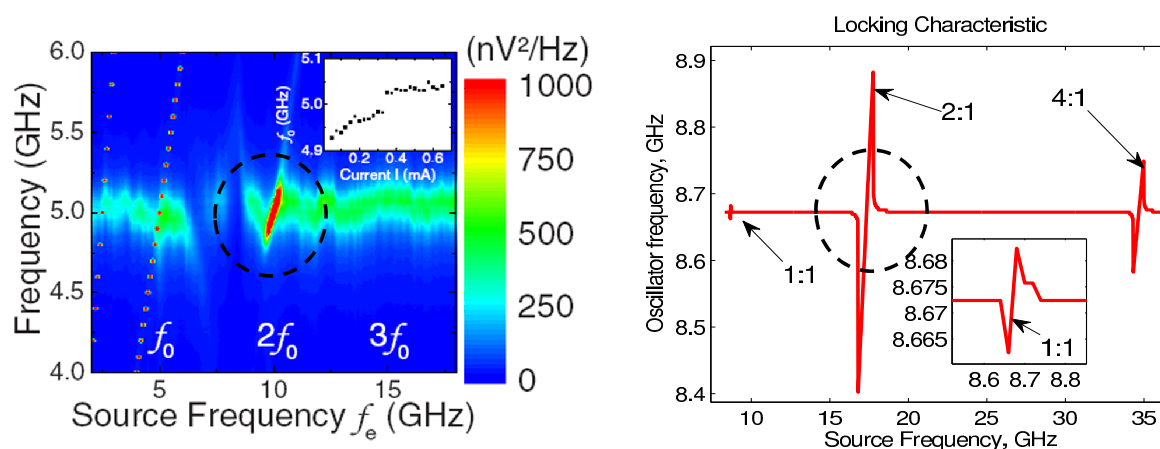 (nV²/Hz)
6.0
5.5
5.0
4.5
4.0
Frequency (GHz)
5.1
5.0
4.9
f₀ (GHz)
0.2 0.4 0.6
Current I (mA)
f₀ 2f₀ 3f₀
5 10 15
Source Frequency fₑ (GHz)
1000
750
500
250
0
Locking Characteristic
8.9
8.8
8.7
8.6
8.5
8.4
Oscillator frequency, GHz
2:1
4:1
1:1
8.68
8.675
8.665
1:1
8.6 8.7 8.8
10 15 20 25 30 35
Source Frequency, GHz